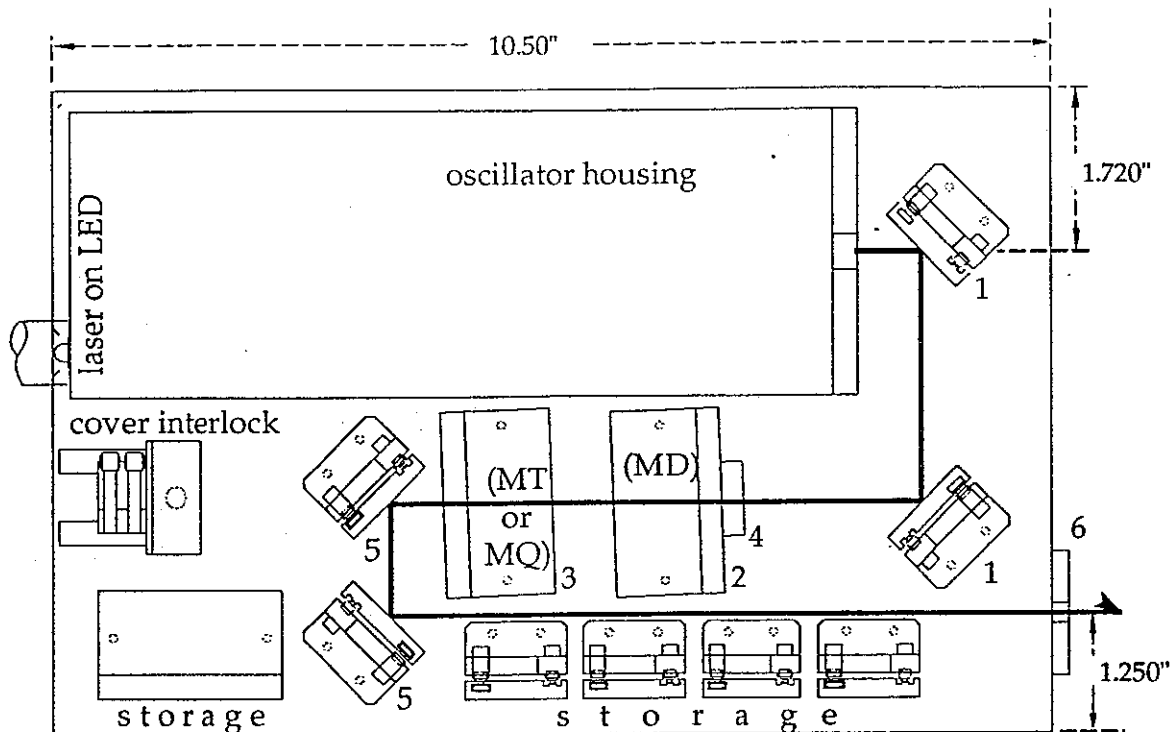 10.50"
1.720"
oscillator housing
laser on LED
1
cover interlock
(MT
or
MQ)
(MD)
4
6
5
3
2
1
5
1.250"
storage
storage